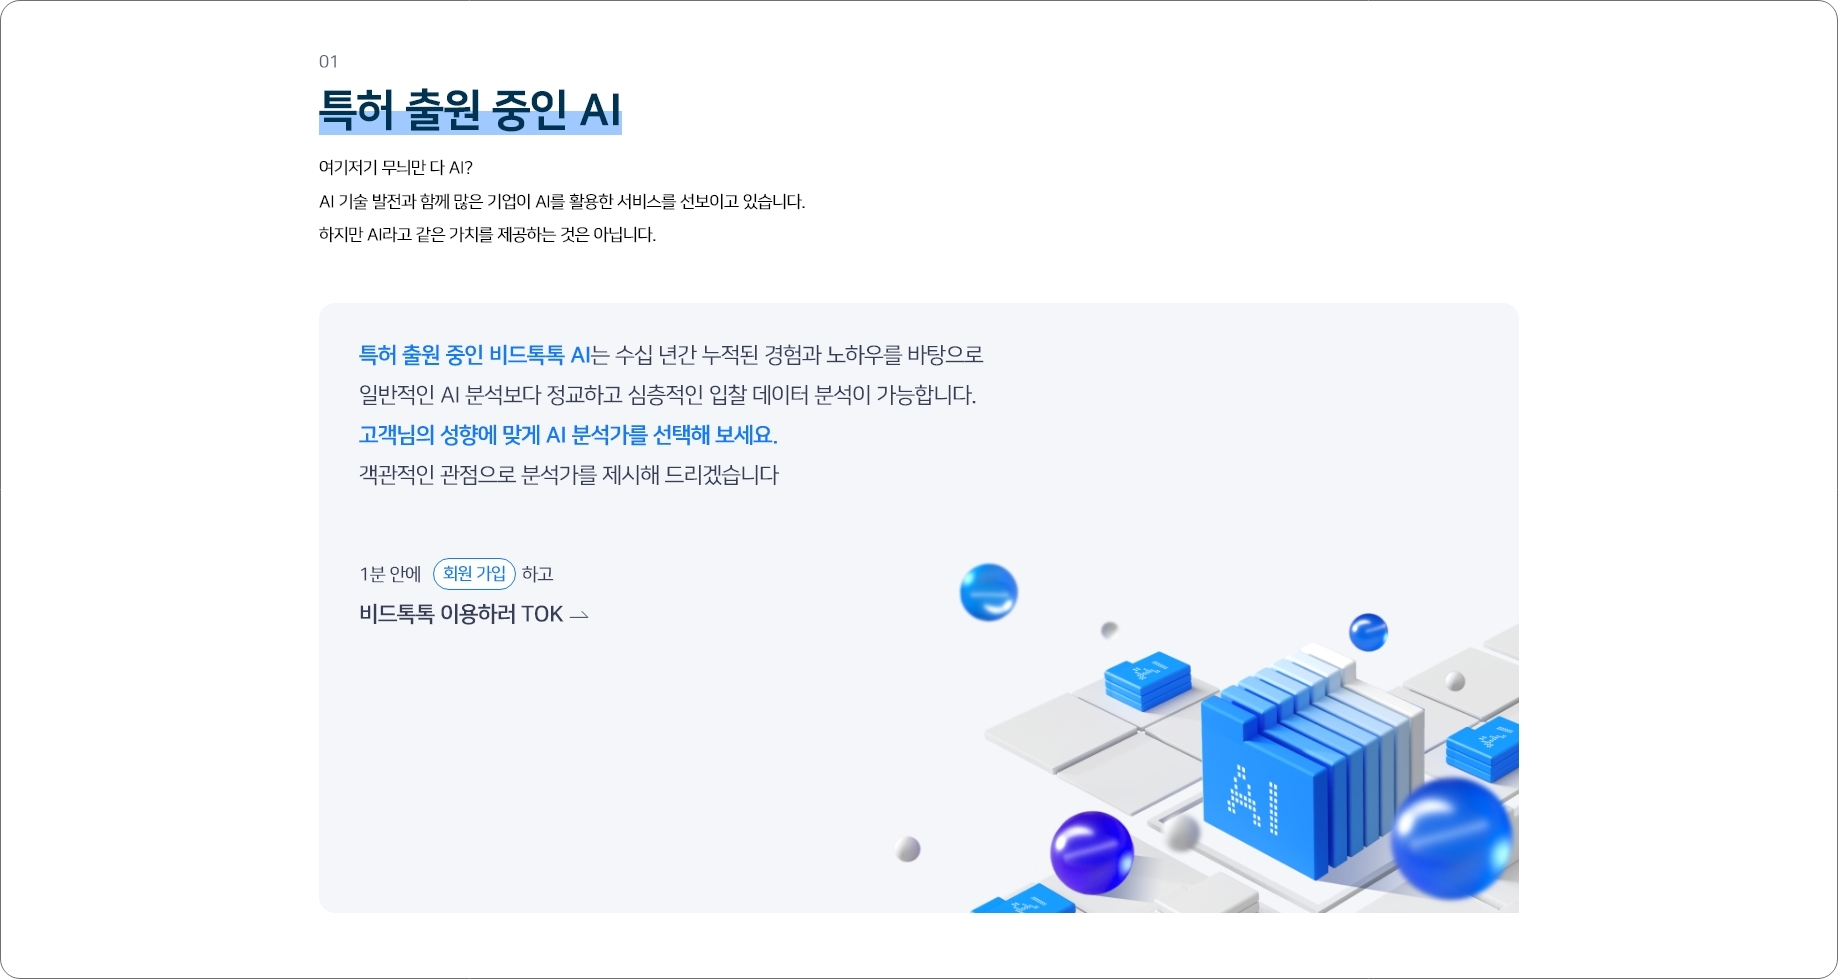 01
특허 출원 중인 AI
여기저기 무늬만 다 AI?
AI 기술 발전과 함께 많은 기업이 AI를 활용한 서비스를 선보이고 있습니다.
하지만 AI라고 같은 가치를 제공하는 것은 아닙니다.
특허 출원 중인 비드톡톡 AI는 수십 년간 누적된 경험과 노하우를 바탕으로
일반적인 AI 분석보다 정교하고 심층적인 입찰 데이터 분석이 가능합니다.
고객님의 성향에 맞게 AI 분석가를 선택해 보세요.
객관적인 관점으로 분석가를 제시해 드리겠습니다
1분 안에 회원 가입 하고
비드톡톡 이용하러 TOK
AI